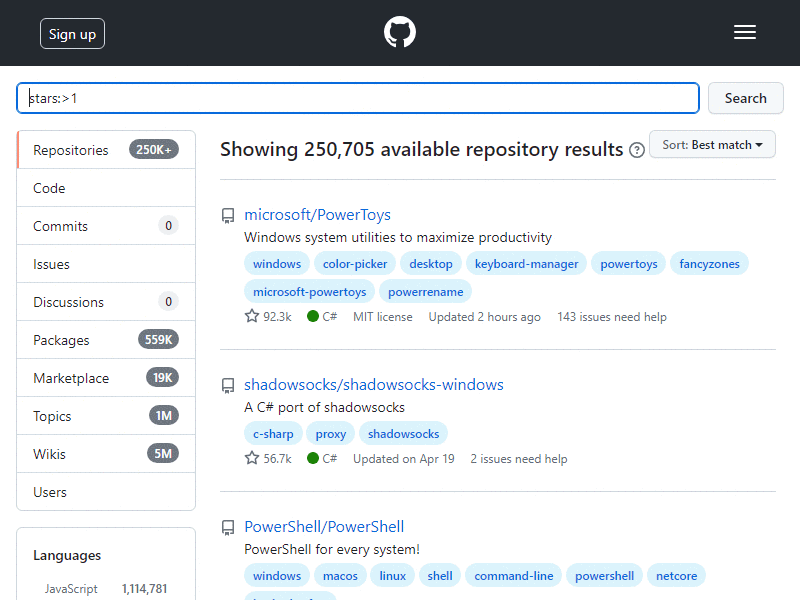 Sign up
stars:>1
Search
Repositories 250K+
Code
Commits 0
Issues
Discussions 0
Packages 559K
Marketplace 19K
Topics 1M
Wikis 5M
Users
Languages
JavaScript 1,114,781
Showing 250,705 available repository results
Sort: Best match
microsoft/PowerToys
Windows system utilities to maximize productivity
windows color-picker desktop keyboard-manager powertoys fancyzones
microsoft-powertoys powerrename
92.3k C# MIT license Updated 2 hours ago 143 issues need help
shadowsocks/shadowsocks-windows
A C# port of shadowsocks
c-sharp proxy shadowsocks
56.7k C# Updated on Apr 19 2 issues need help
PowerShell/PowerShell
PowerShell for every system!
windows macos linux shell command-line powershell netcore